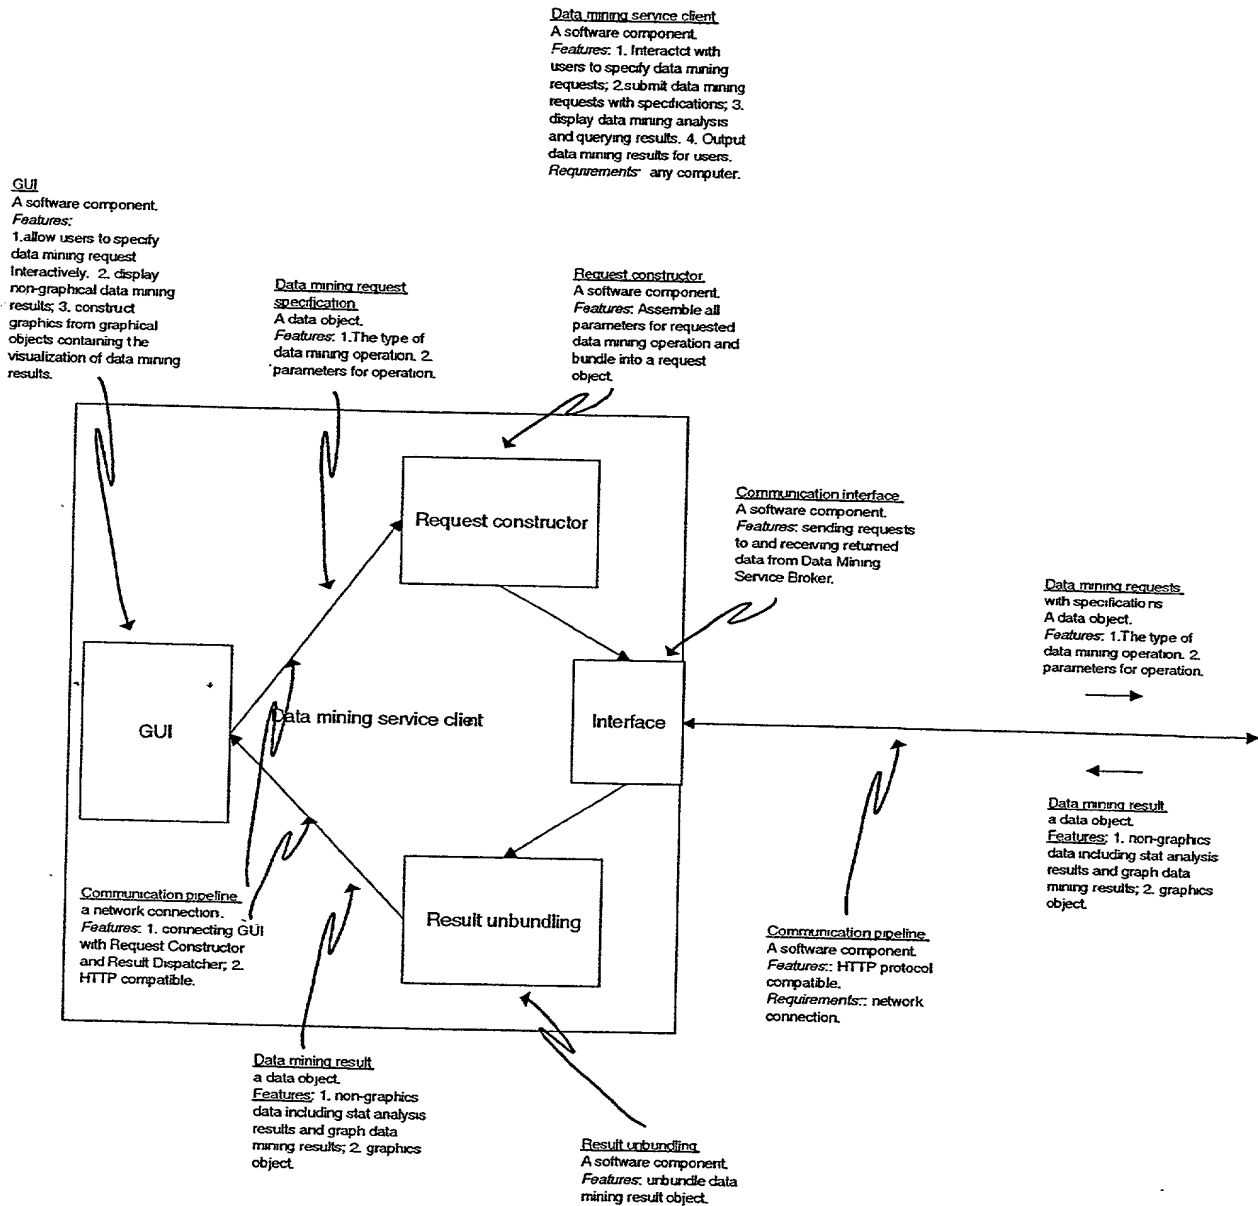 Data mining service client
A software component.
Features: 1. Interactct with
users to specify data mining
requests; 2.submit data mining
requests with specifications; 3.
display data mining analysis
and querying results. 4. Output
data mining results for users.
Requirements: any computer.
GUI
A software component.
Features:
1.allow users to specify
data mining request
Interactively. 2. display
non-graphical data mining
results; 3. construct
graphics from graphical
objects containing the
visualization of data mining
results.
Data mining request
specification
A data object.
Features: 1.The type of
data mining operation. 2.
parameters for operation.
Request constructor
A software component.
Features: Assemble all
parameters for requested
data mining operation and
bundle into a request
object.
Request constructor
Communication interface
A software component.
Features: sending requests
to and receiving returned
data from Data Mining
Service Broker.
Data mining requests
with specifications
A data object.
Features: 1.The type of
data mining operation. 2.
parameters for operation.
GUI
Data mining service client
Interface
Data mining result
a data object.
Features: 1. non-graphics
data including stat analysis
results and graph data
mining results; 2. graphics
object.
Communication pipeline
a network connection.
Features: 1. connecting GUI
with Request Constructor
and Result Dispatcher; 2.
HTTP compatible.
Result unbundling
Communication pipeline
A software component.
Features:: HTTP protocol
compatible.
Requirements:: network
connection.
Data mining result
a data object.
Features: 1. non-graphics
data including stat analysis
results and graph data
mining results; 2. graphics
object.
Result unbundling
A software component.
Features: unbundle data
mining result object.